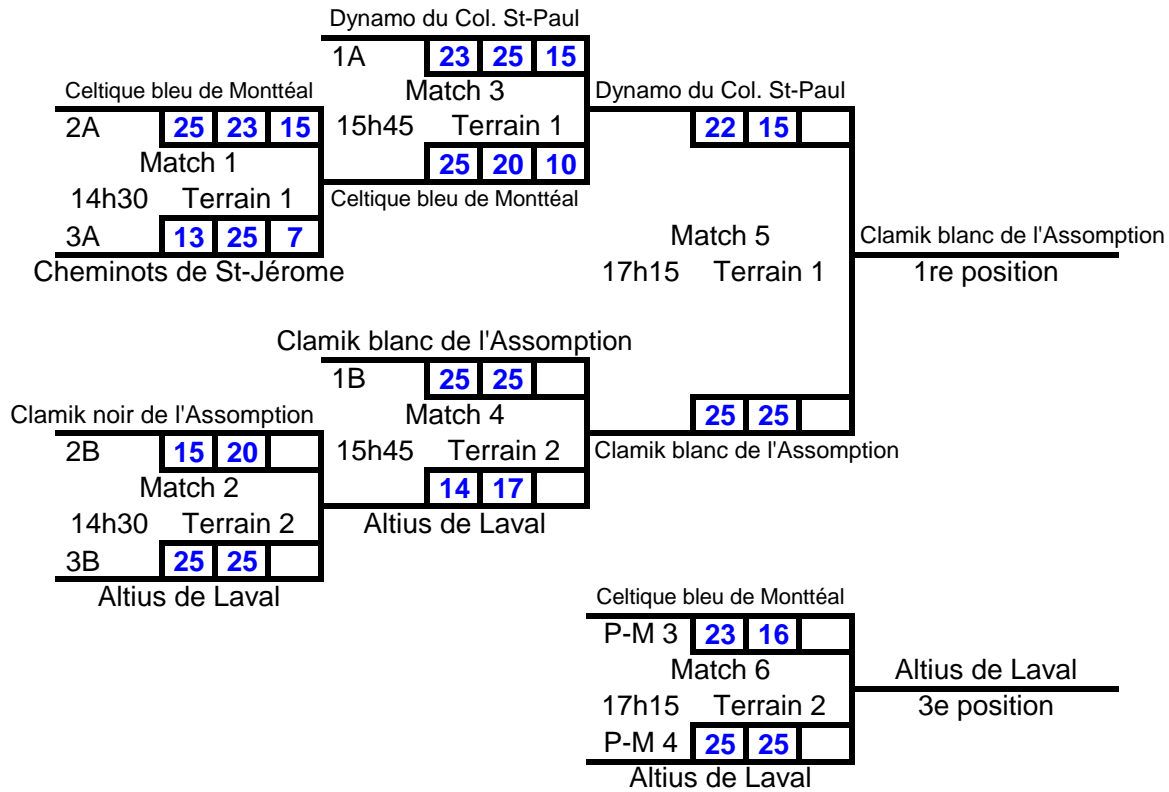 Dynamo du Col. St-Paul
1A 23 25 15
Celtique bleu de Monttéal Match 3 Dynamo du Col. St-Paul
2A 25 23 15 15h45 Terrain 1 22 15
Match 1 25 20 10
14h30 Terrain 1 Celtique bleu de Monttéal
3A 13 25 7 Match 5 Clamik blanc de l'Assomption
Cheminots de St-Jérome 17h15 Terrain 1 1re position
Clamik blanc de l'Assomption
1B 25 25
Clamik noir de l'Assomption Match 4 25 25
2B 15 20 15h45 Terrain 2 Clamik blanc de l'Assomption
Match 2 14 17
14h30 Terrain 2 Altius de Laval
3B 25 25
Altius de Laval Celtique bleu de Monttéal
P-M 3 23 16
Match 6 Altius de Laval
17h15 Terrain 2 3e position
P-M 4 25 25
Altius de Laval